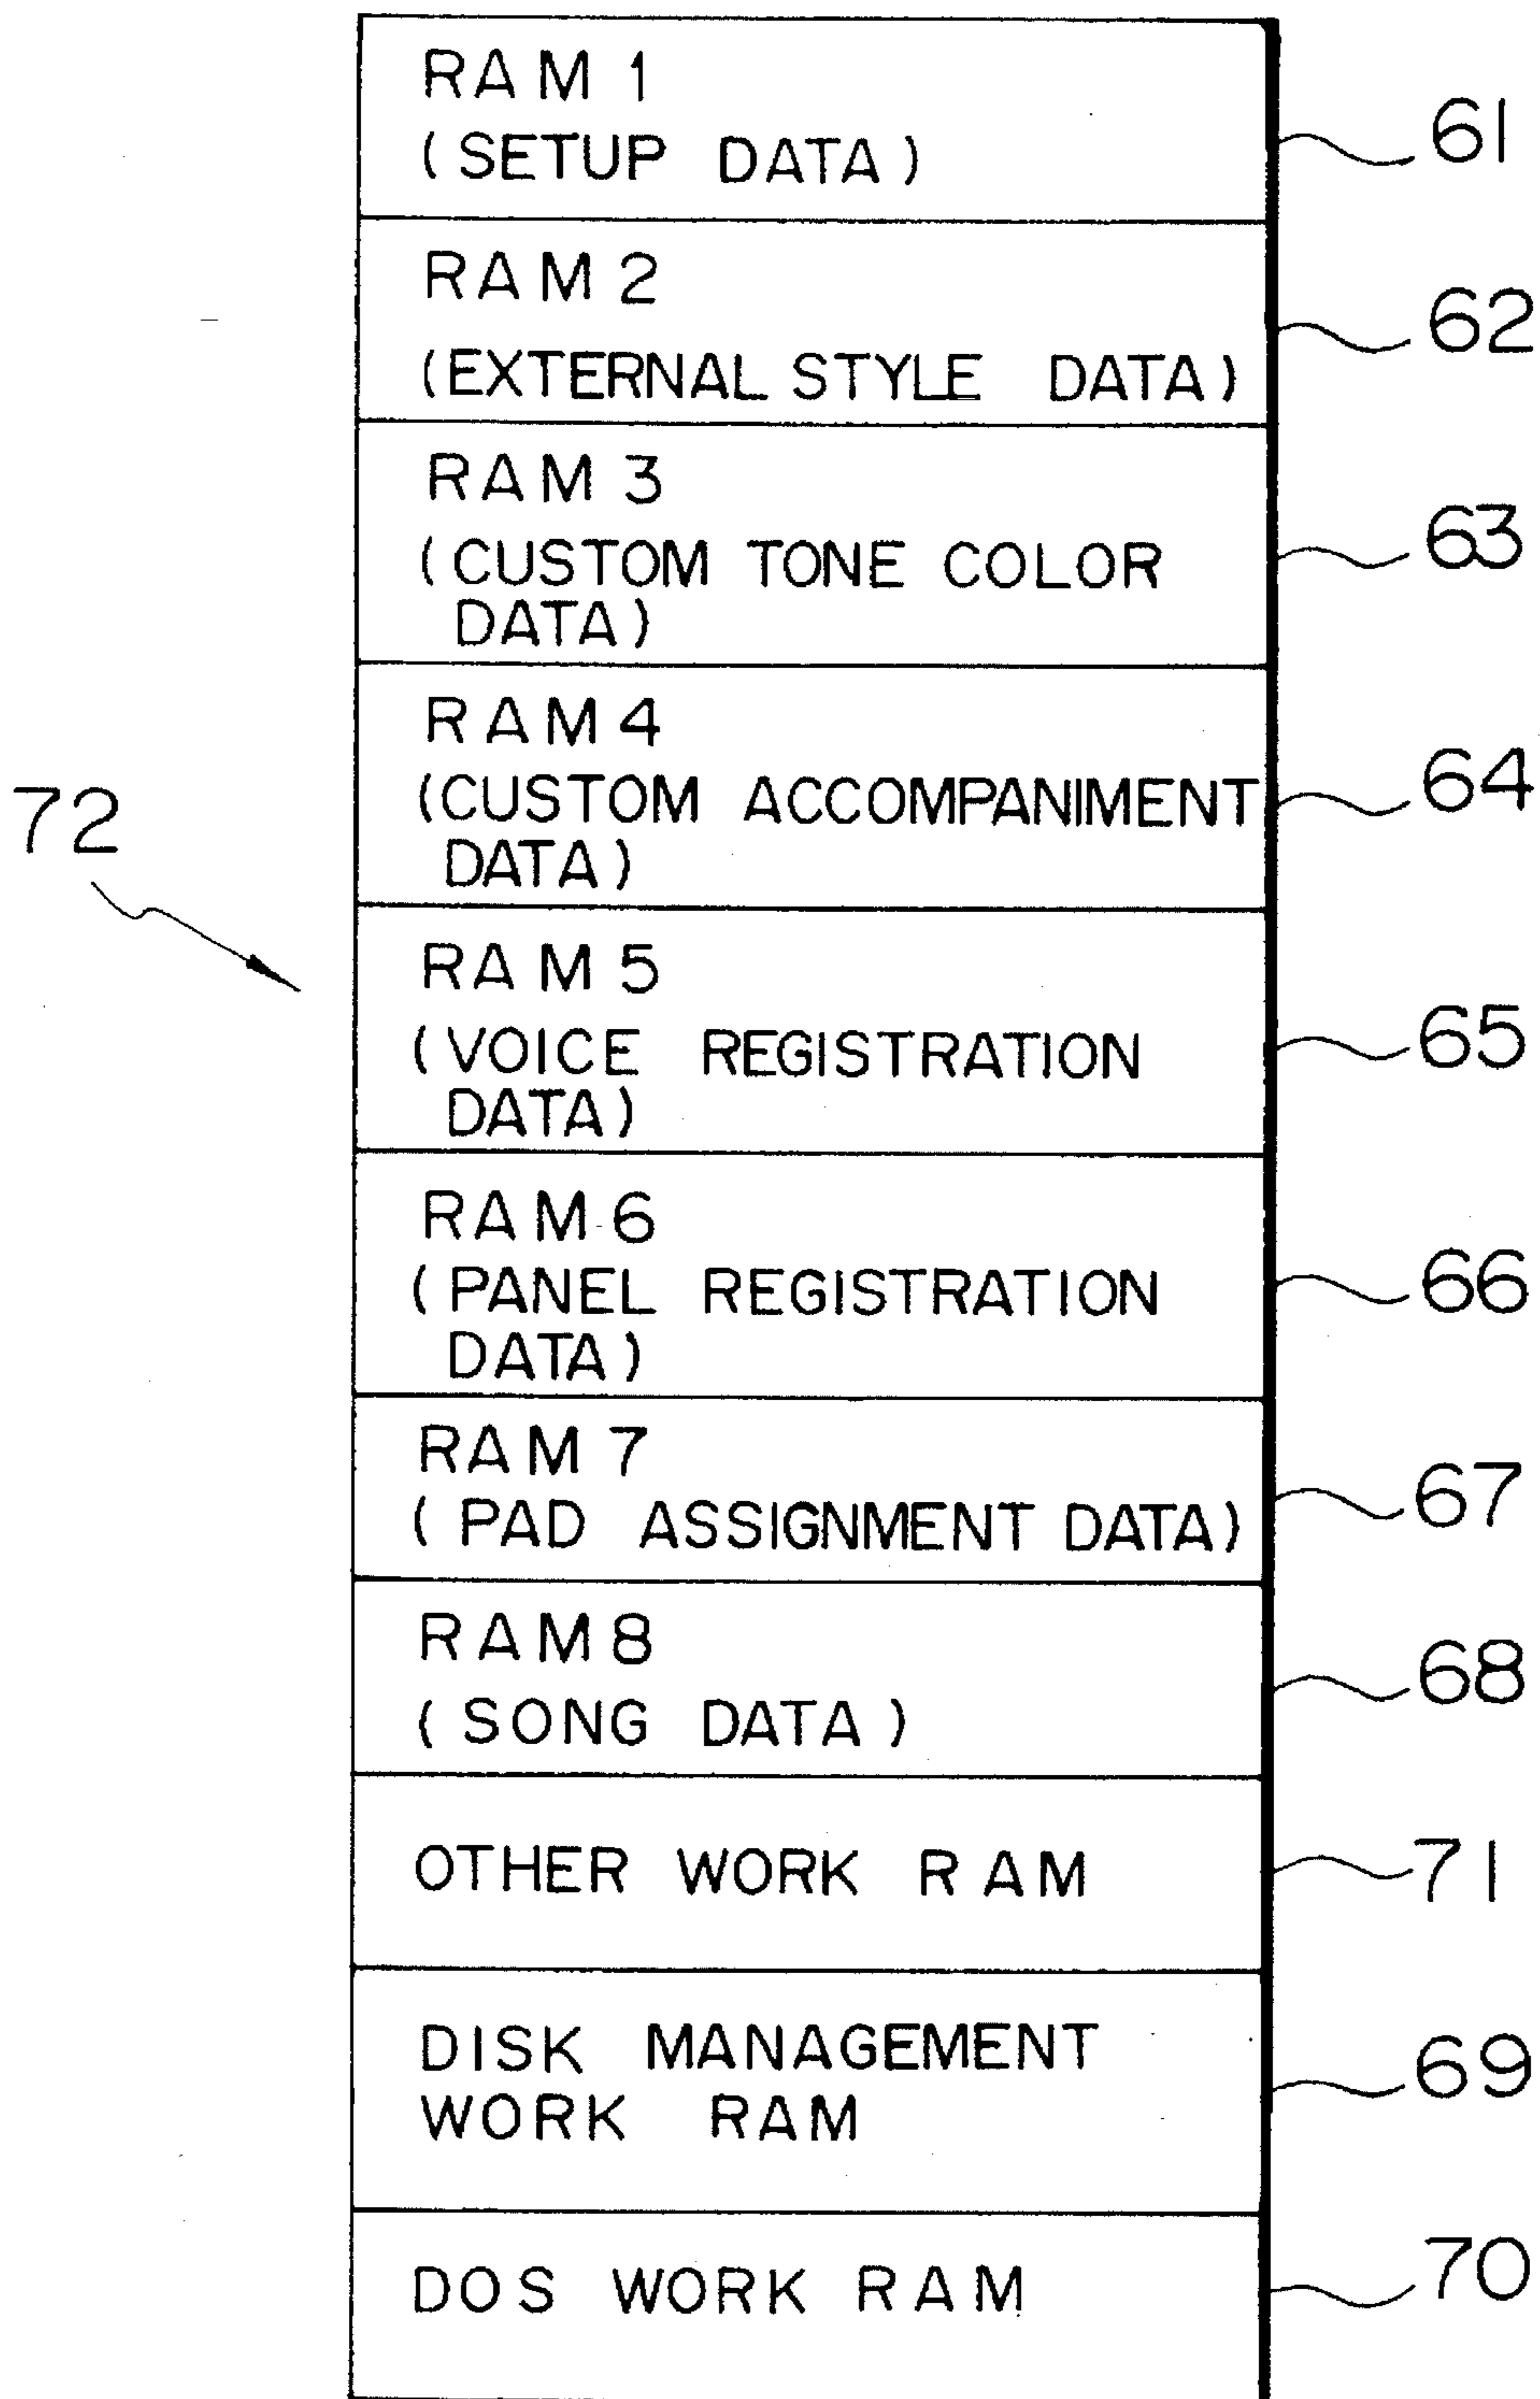 RAM 1
(SETUP DATA)
61
RAM 2
(EXTERNAL STYLE DATA)
62
RAM 3
(CUSTOM TONE COLOR
DATA)
63
RAM 4
(CUSTOM ACCOMPANIMENT
DATA)
64
72
RAM 5
(VOICE REGISTRATION
DATA)
65
RAM 6
(PANEL REGISTRATION
DATA)
66
RAM 7
(PAD ASSIGNMENT DATA)
67
RAM 8
(SONG DATA)
68
OTHER WORK RAM
71
DISK MANAGEMENT
WORK RAM
69
DOS WORK RAM
70